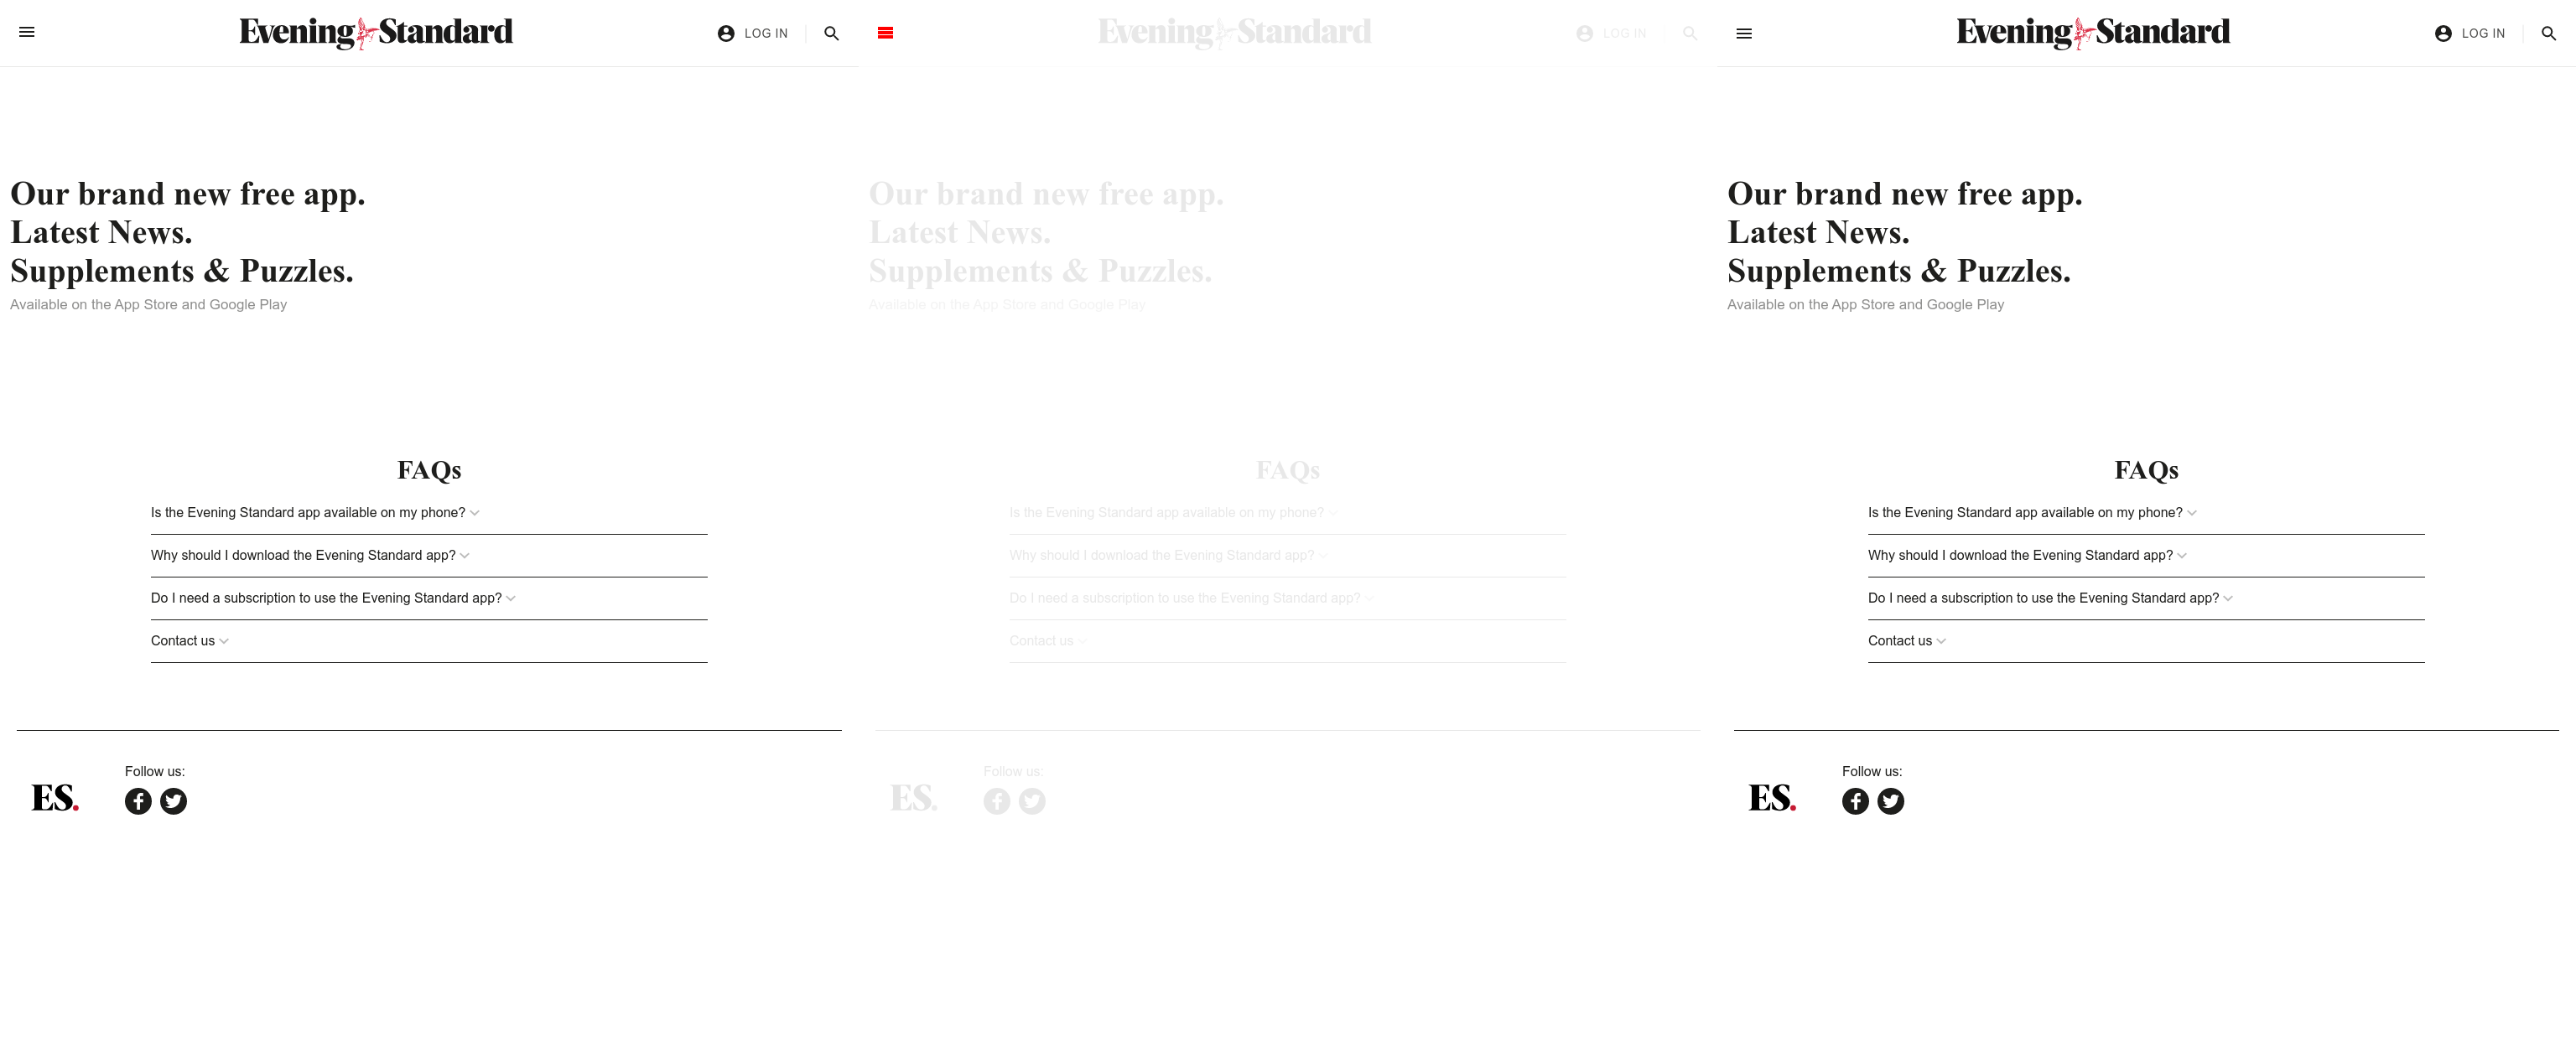 Evening Standard
LOG IN
Our brand new free app.
Latest News.
Supplements & Puzzles.
Available on the App Store and Google Play
FAQs
Is the Evening Standard app available on my phone?
Why should I download the Evening Standard app?
Do I need a subscription to use the Evening Standard app?
Contact us
Follow us:
ES.
Evening Standard
LOG IN
Our brand new free app.
Latest News.
Supplements & Puzzles.
Available on the App Store and Google Play
FAQs
Is the Evening Standard app available on my phone?
Why should I download the Evening Standard app?
Do I need a subscription to use the Evening Standard app?
Contact us
Follow us:
ES.
Evening Standard
LOG IN
Our brand new free app.
Latest News.
Supplements & Puzzles.
Available on the App Store and Google Play
FAQs
Is the Evening Standard app available on my phone?
Why should I download the Evening Standard app?
Do I need a subscription to use the Evening Standard app?
Contact us
Follow us:
ES.